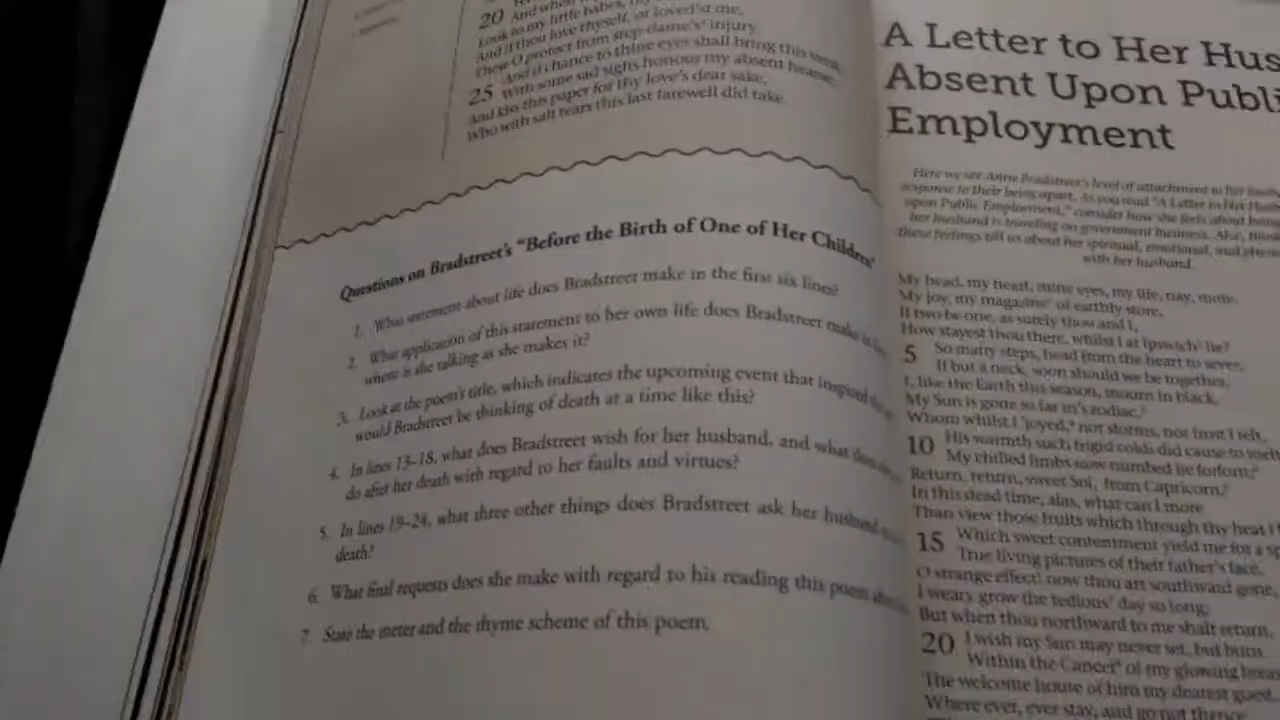 20 And when
Look to my little babes,
And if thou love thyself, or loved'st me,
These O protect from step-dame's injury.
And if chance to thine eyes shall bring this
25 With some sad sighs honour my absent hearse;
And kiss this paper for thy love's dear sake,
Who with salt tears this last farewell did take.
Questions on Bradstreet's "Before the Birth of One of Her Children"
1. What statement about life does Bradstreet make in the first six lines?
2. What application of this statement to her own life does Bradstreet make
whom is she talking as she makes it?
3. Look at the poem's title, which indicates the upcoming event that inspired
would Bradstreet be thinking of death at a time like this?
4. In lines 13–18, what does Bradstreet wish for her husband, and what does
do after her death with regard to her faults and virtues?
5. In lines 19–24, what three other things does Bradstreet ask her husband
death?
6. What final requests does she make with regard to his reading this poem
7. State the meter and the rhyme scheme of this poem.
A Letter to Her Hus
Absent Upon Publi
Employment
Here we see Anne Bradstreet's level of attachment to her
response to their being apart. As you read "A Letter to Her
upon Public Employment," consider how she feels about
her husband is traveling on government business. Also,
these feelings tell us about her spiritual, emotional, and
with her husband.
My head, my heart, mine eyes, my life, nay, more,
My joy, my magazine of earthly store,
If two be one, as surely thou and I,
How stayest thou there, whilst I at Ipswich lie?
5 So many steps, head from the heart to sever,
If but a neck, soon should we be together.
I, like the Earth this season, mourn in black,
My Sun is gone so far in's zodiac,
Whom whilst I 'joyed, nor storms, nor frost I felt,
10 His warmth such frigid colds did cause to
My chilled limbs now numbed lie forlorn;
Return, return, sweet Sol, from Capricorn;
In this dead time, alas, what can I more
Than view those fruits which through thy heat I
15 Which sweet contentment yield me for a
True living pictures of their father's face.
O strange effect! now thou art southward gone,
I weary grow the tedious day so long;
But when thou northward to me shalt return,
20 I wish my Sun may never set, but burn
Within the Cancer of my glowing
The welcome house of him my dearest guest.
Where ever, ever stay, and go not thence,